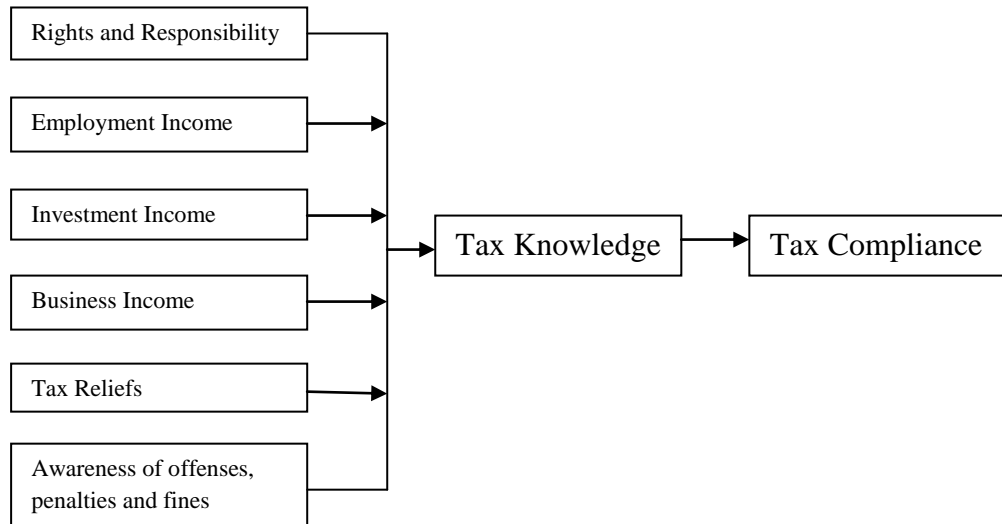 Rights and Responsibility
Employment Income
Investment Income
Tax Knowledge
Tax Compliance
Business Income
Tax Reliefs
Awareness of offenses,
penalties and fines